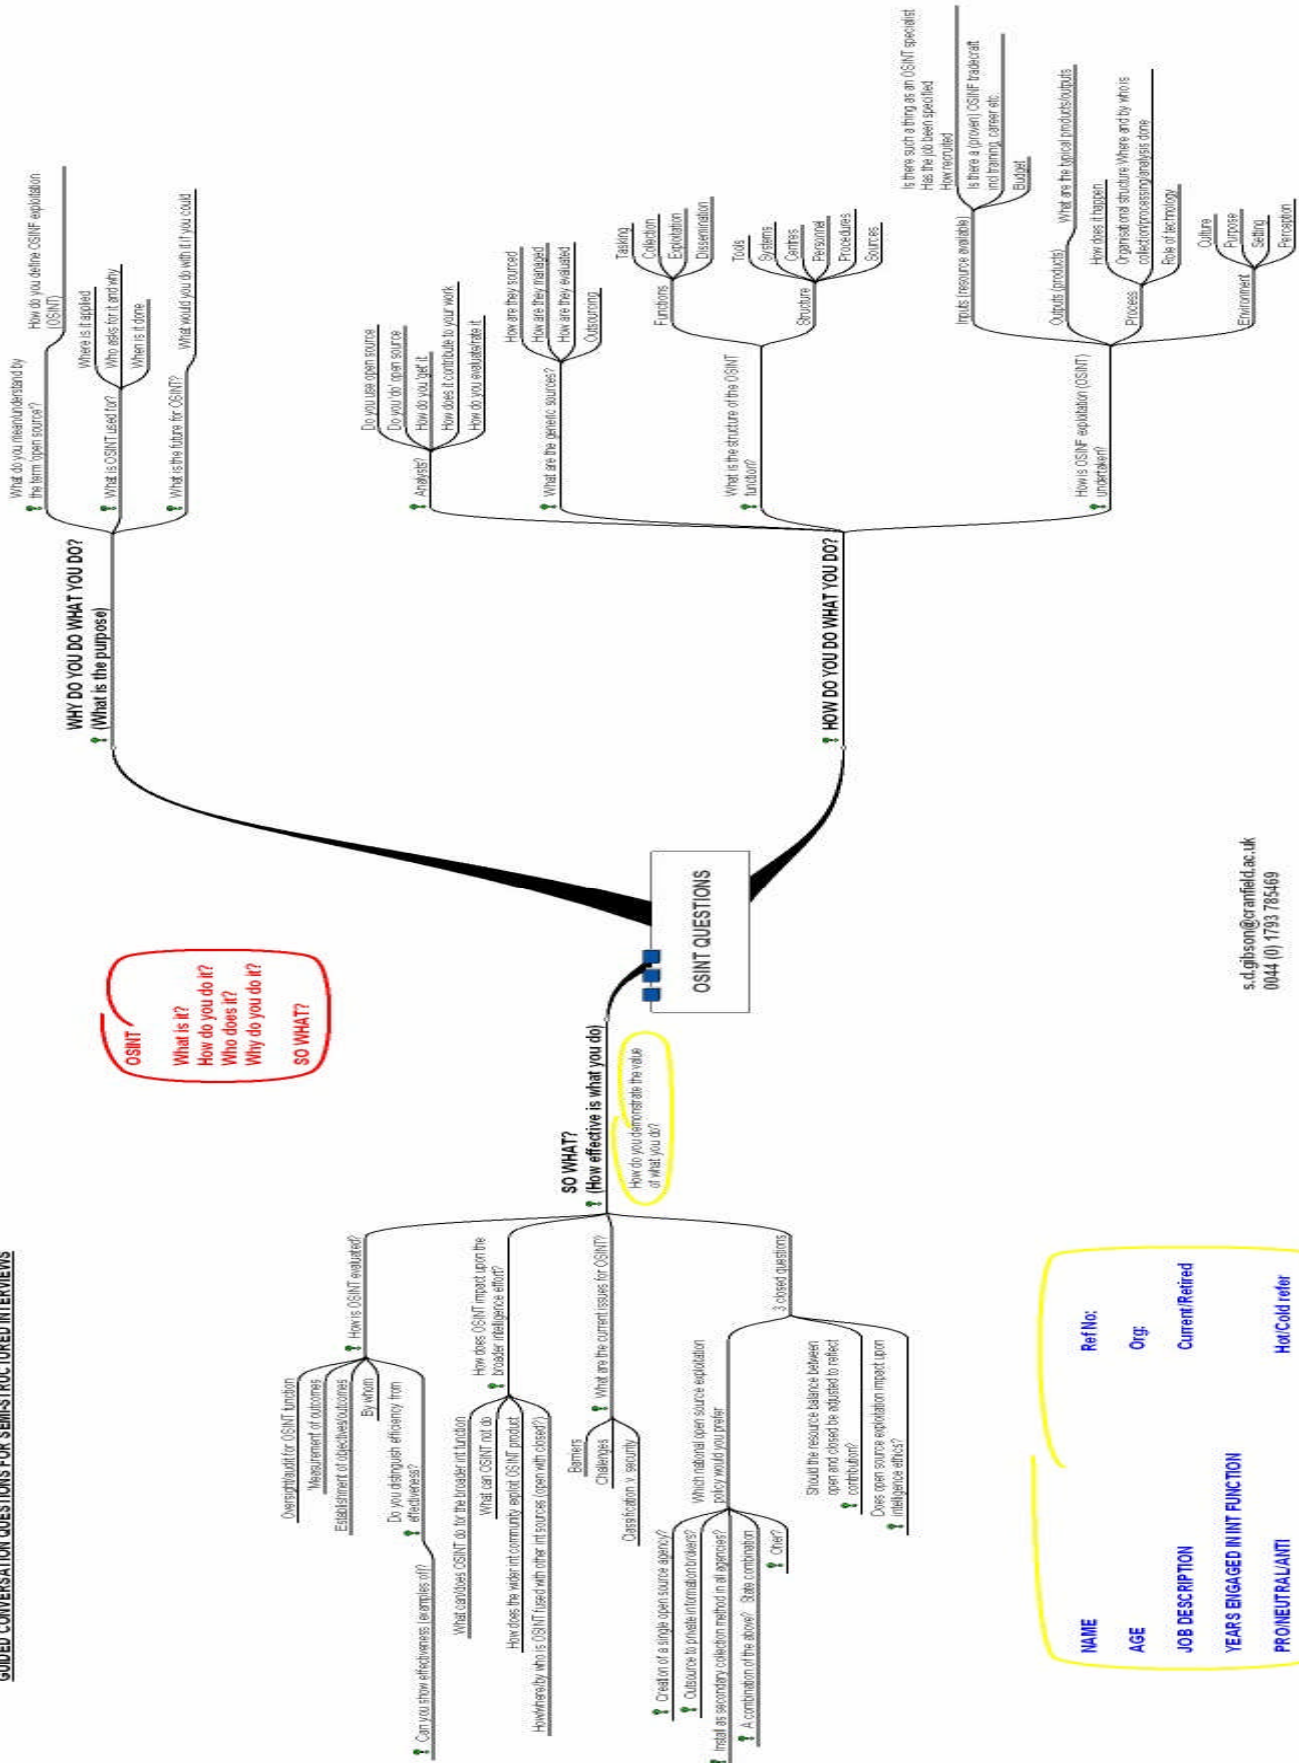 GUIDED CONVERSATION QUESTIONS FOR SEMI-STRUCTURED INTERVIEWS
OSINT
What is it?
How do you do it?
Who does it?
Why do you do it?
SO WHAT?
OSINT QUESTIONS
WHY DO YOU DO WHAT YOU DO?
(What is the purpose)
What do you mean/understand by
the term 'open source'?
How do you define OSINF exploitation
(OSINT)
What is OSINT used for?
Where is it applied
Who asks for it and why
When is it done
What is the future for OSINT?
What would you do with it if you could
HOW DO YOU DO WHAT YOU DO?
Analysts?
Do you use open source
Do you 'do' open source
How do you 'get' it
How does it contribute to your work
How do you evaluate/rate it
What are the generic sources?
How are they sourced
How are they managed
How are they evaluated
Outsourcing
What is the structure of the OSINT
function?
Functions
Tasking
Collection
Exploitation
Dissemination
Structure
Tools
Systems
Centres
Personnel
Procedures
Sources
How is OSINF exploitation (OSINT)
undertaken?
Inputs (resource available)
Is there such a thing as an OSINT specialist
Has the job been specified
How recruited
Is there a (proven) OSINF tradecraft
incl training, career etc.
Budget
Outputs (products)
What are the typical products/outputs
Process
How does it happen
Organisational structure Where and by who is
collection/processing/analysis done
Role of technology
Environment
Culture
Purpose
Setting
Perception
SO WHAT?
(How effective is what you do)
How do you demonstrate the value
of what you do?
How is OSINT evaluated?
Oversight/audit for OSINT function
'Measurement of outcomes
Establishment of objectives/outcomes
By whom
Do you distinguish efficiency from
effectiveness?
Can you show effectiveness (examples of)?
How does OSINT impact upon the
broader intelligence effort?
What can/does OSINT do for the broader int function
What can OSINT not do
How does the wider int community exploit OSINT product
How/where/by who is OSINT fused with other int sources (open with closed?)
What are the current issues for OSINT?
Barriers
Challenges
Classification v. security
3 closed questions
Which national open source exploitation
policy would you prefer
Creation of a single open source agency?
Outsource to private information brokers?
Install as secondary collection method in all agencies?
A combination of the above? State combination
Other?
Should the resource balance between
open and closed be adjusted to reflect
contribution?
Does open source exploitation impact upon
intelligence ethics?
NAME Ref No:
AGE Org:
JOB DESCRIPTION Current/Retired
YEARS ENGAGED IN INT FUNCTION
PRO/NEUTRAL/ANTI Hot/Cold refer
s.d.gibson@cranfield.ac.uk
0044 (0) 1793 785469